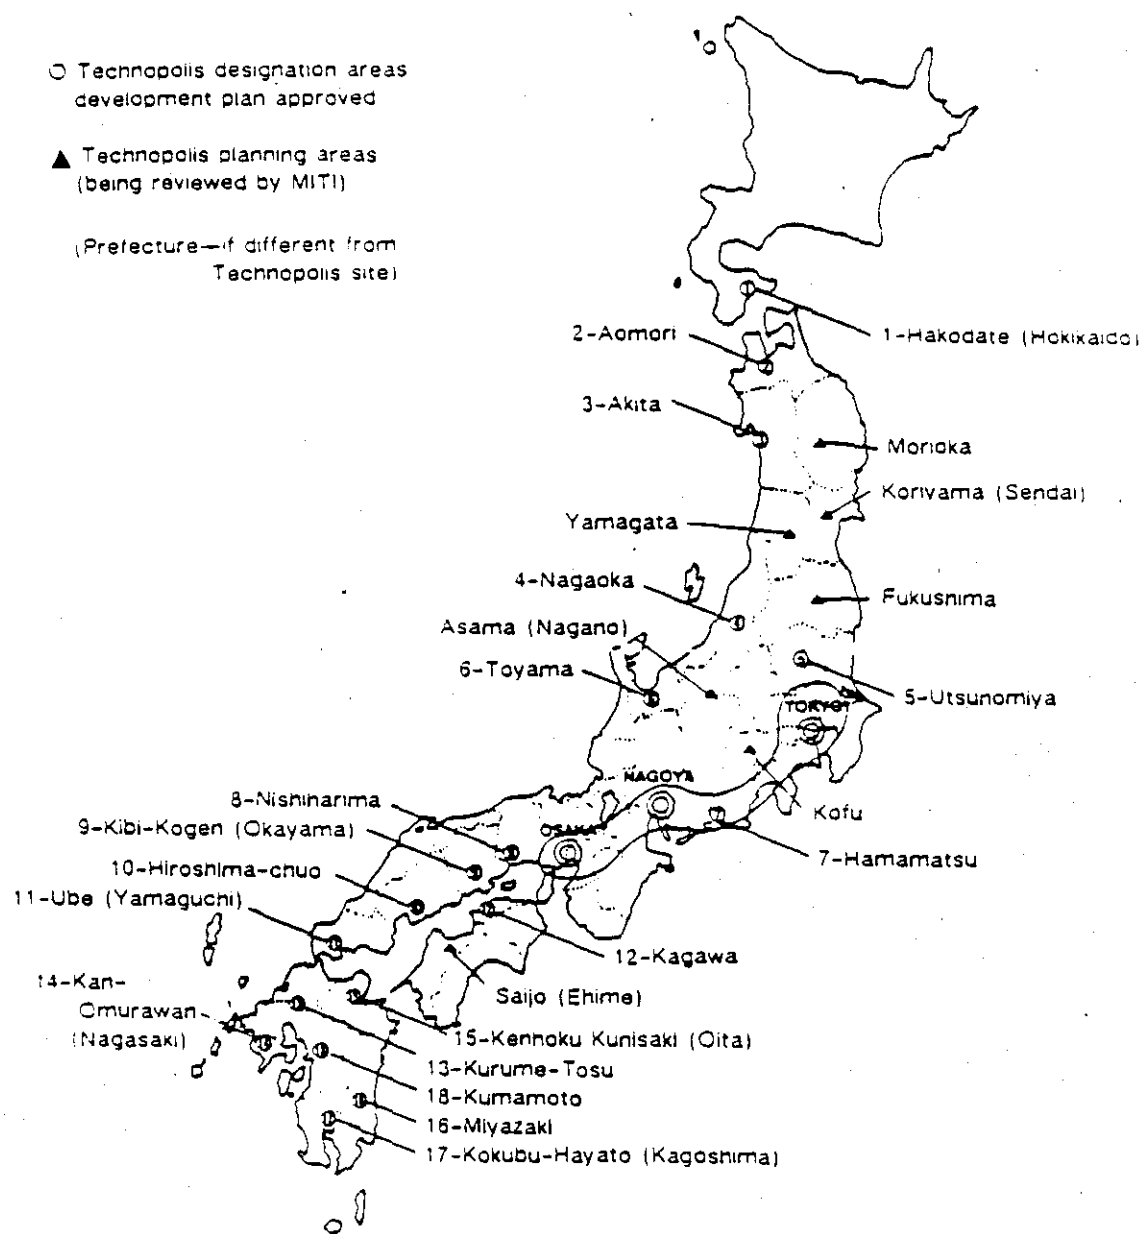 Technopolis designation areas
development plan approved
Technopolis planning areas
(being reviewed by MITI)
(Prefecture—if different from
Technopolis site)
1-Hakodate (Hokikaido)
2-Aomori
3-Akita
Morioka
Koriyama (Sendai)
Yamagata
4-Nagaoka
Fukushima
Asama (Nagano)
6-Toyama
5-Utsunomiya
TOKYO
NAGOYA
Kofu
8-Nishiharima
9-Kibi-Kogen (Okayama)
OSAKA
7-Hamamatsu
10-Hiroshima-chuo
11-Ube (Yamaguchi)
12-Kagawa
14-Kan-
Omurawan
(Nagasaki)
Saijo (Ehime)
15-Kennoku Kunisaki (Oita)
13-Kurume-Tosu
18-Kumamoto
16-Miyazaki
17-Kokubu-Hayato (Kagoshima)